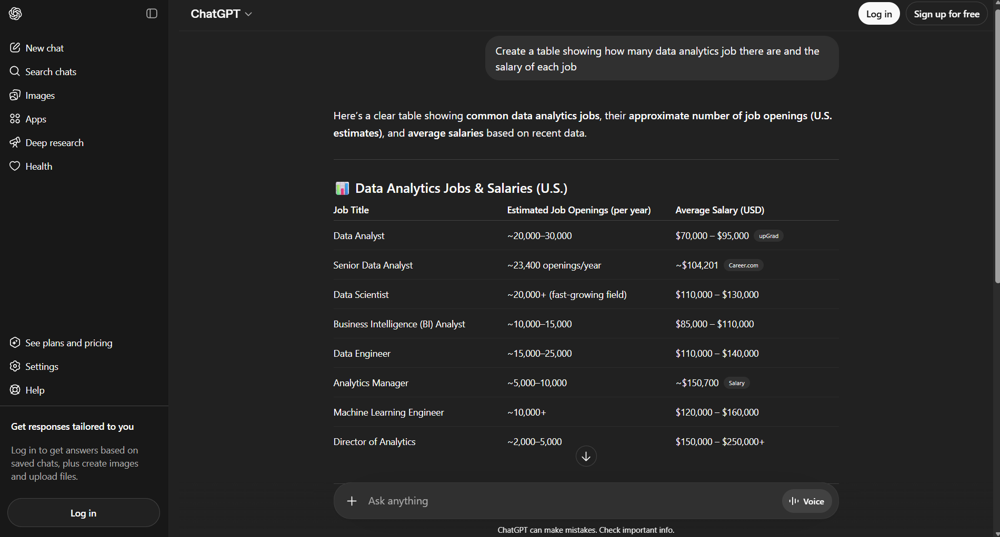 ChatGPT
Log in
Sign up for free
New chat
Search chats
Images
Apps
Deep research
Health
See plans and pricing
Settings
Help
Get responses tailored to you
Log in to get answers based on
saved chats, plus create images
and upload files.
Log in
Create a table showing how many data analytics job there are and the
salary of each job
Here’s a clear table showing common data analytics jobs, their approximate number of job openings (U.S.
estimates), and average salaries based on recent data.
Data Analytics Jobs & Salaries (U.S.)
Job Title Estimated Job Openings (per year) Average Salary (USD)
Data Analyst ~20,000–30,000 $70,000 – $95,000 upGrad
Senior Data Analyst ~23,400 openings/year ~$104,201 Career.com
Data Scientist ~20,000+ (fast-growing field) $110,000 – $130,000
Business Intelligence (BI) Analyst ~10,000–15,000 $85,000 – $110,000
Data Engineer ~15,000–25,000 $110,000 – $140,000
Analytics Manager ~5,000–10,000 ~$150,700 Salary
Machine Learning Engineer ~10,000+ $120,000 – $160,000
Director of Analytics ~2,000–5,000 $150,000 – $250,000+
Ask anything
Voice
ChatGPT can make mistakes. Check important info.